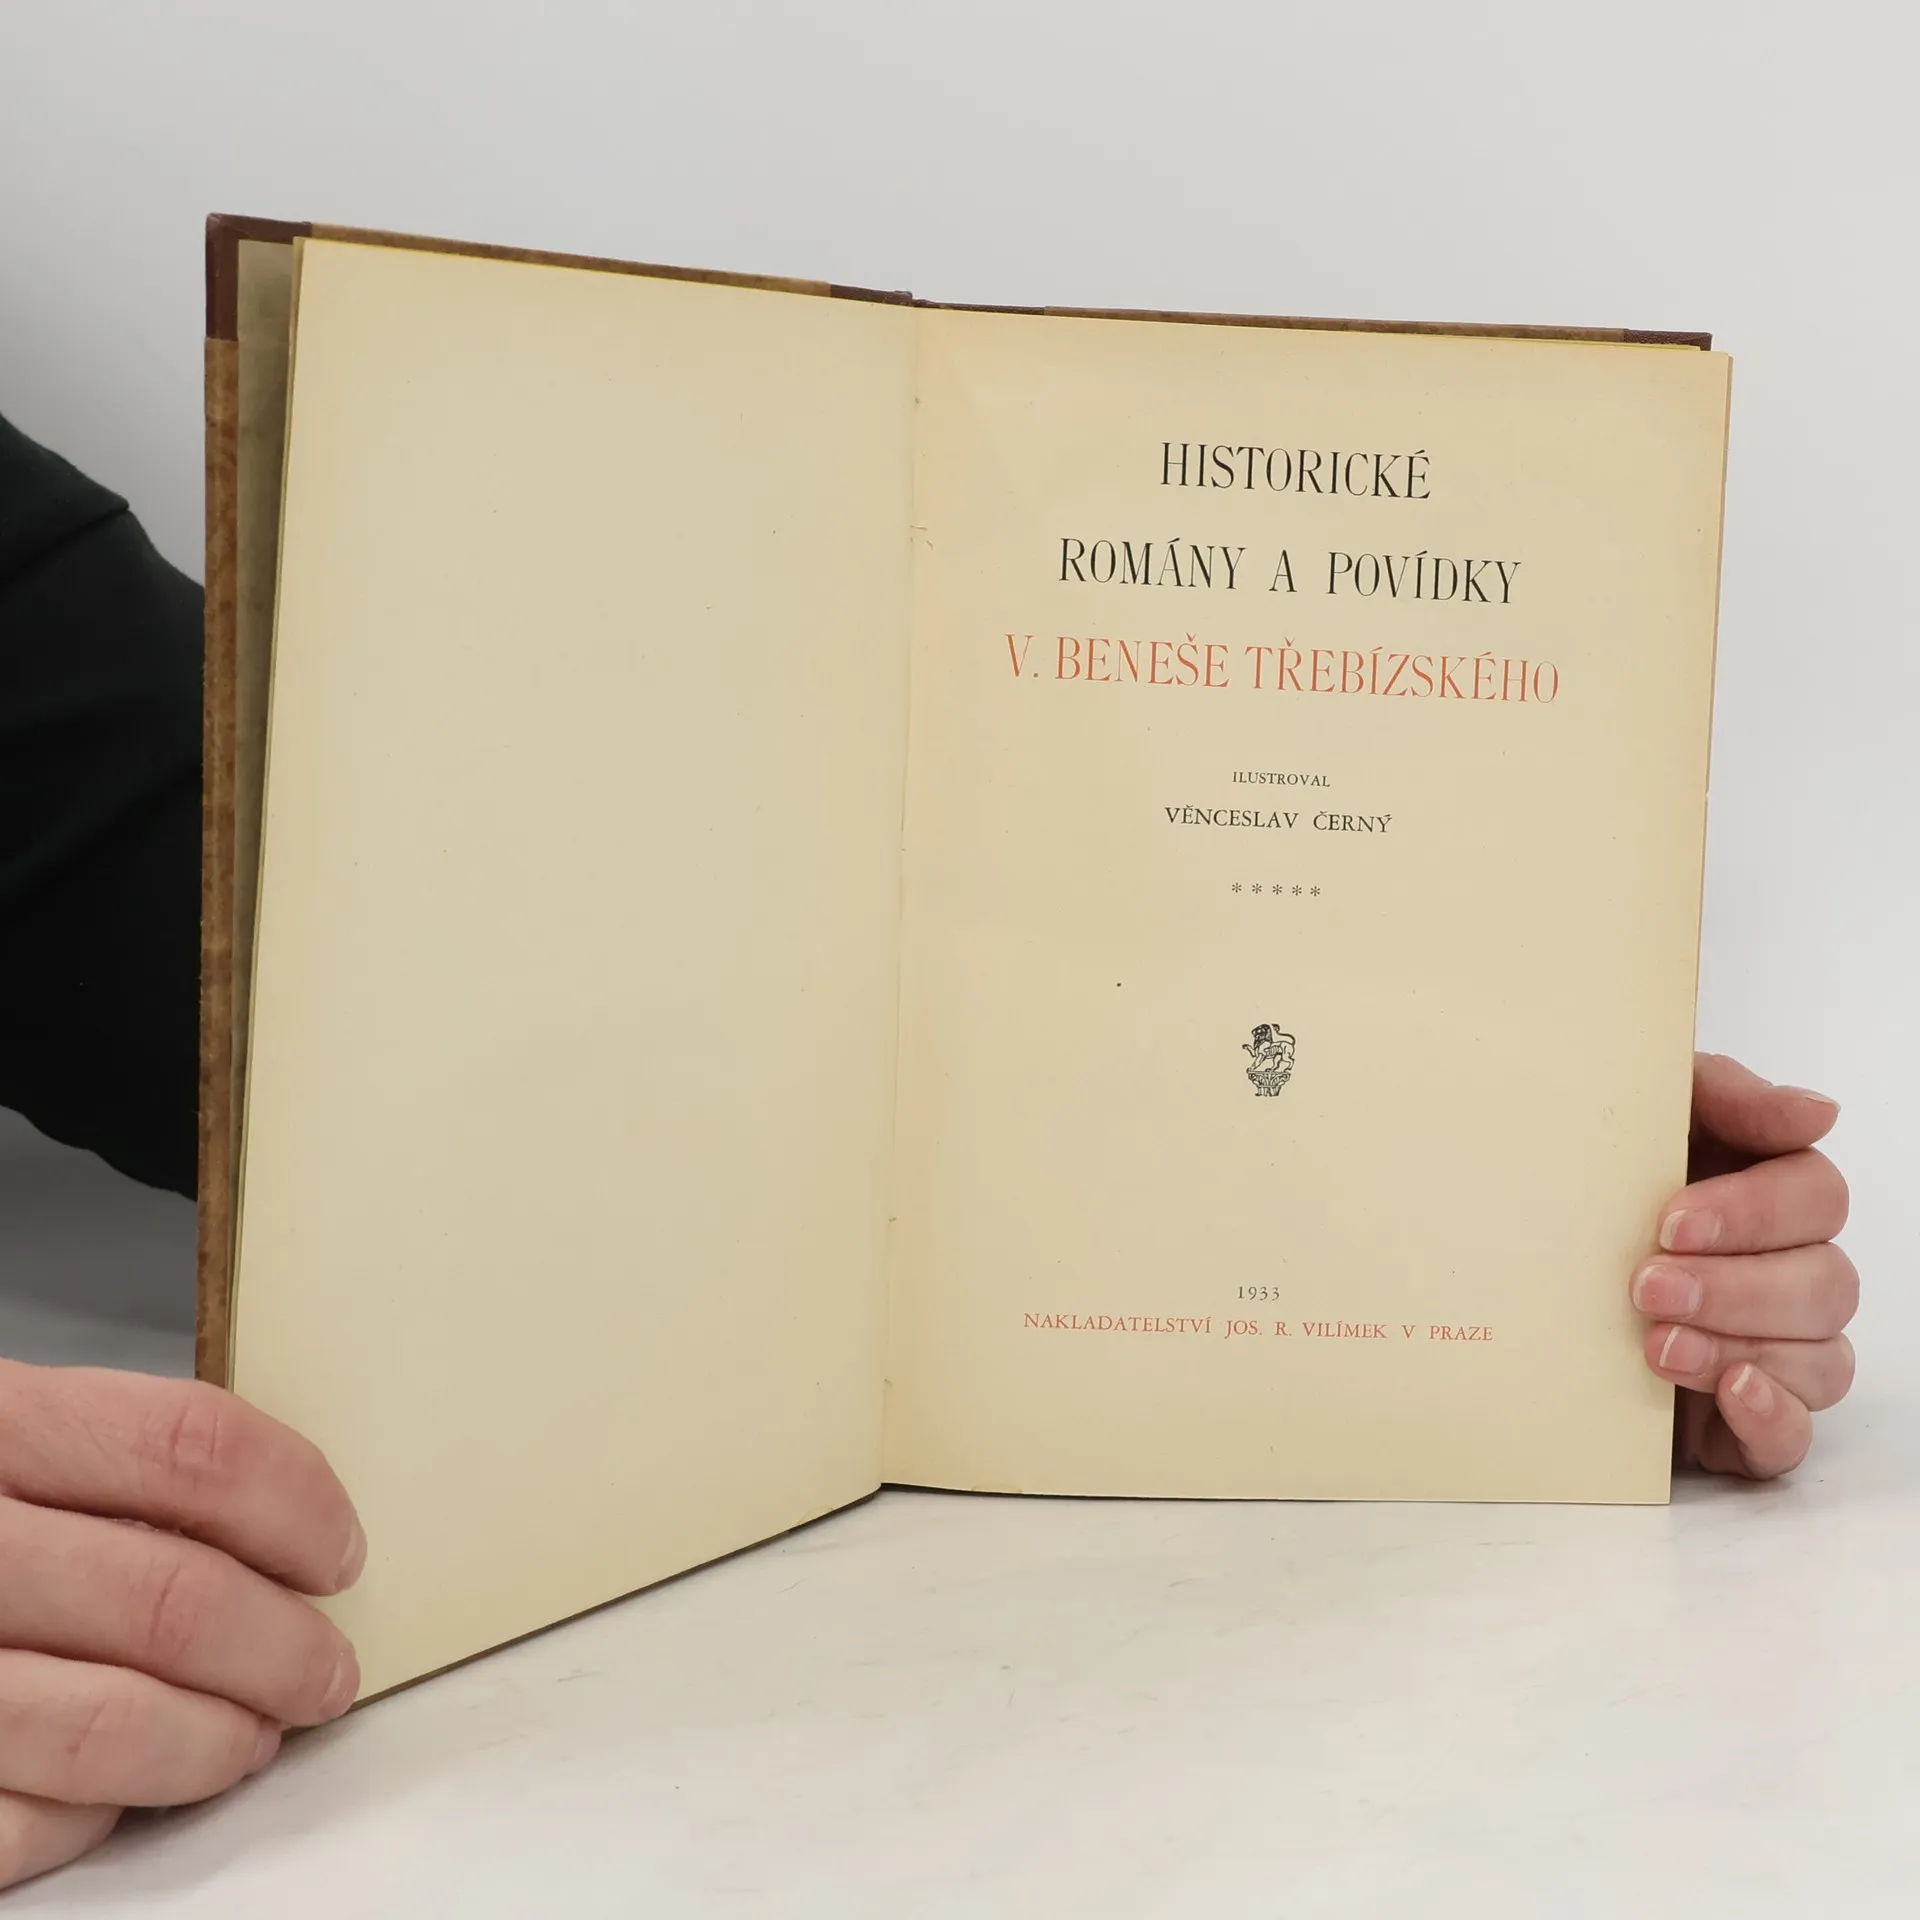 HISTORICKÉ
ROMÁNY A POVÍDKY
V. BENEŠE TŘEBÍZSKÉHO
ILUSTROVAL
VĚNCESLAV ČERNÝ
* * * * *
1933
NAKLADATELSTVÍ JOS. R. VILÍMEK V PRAZE